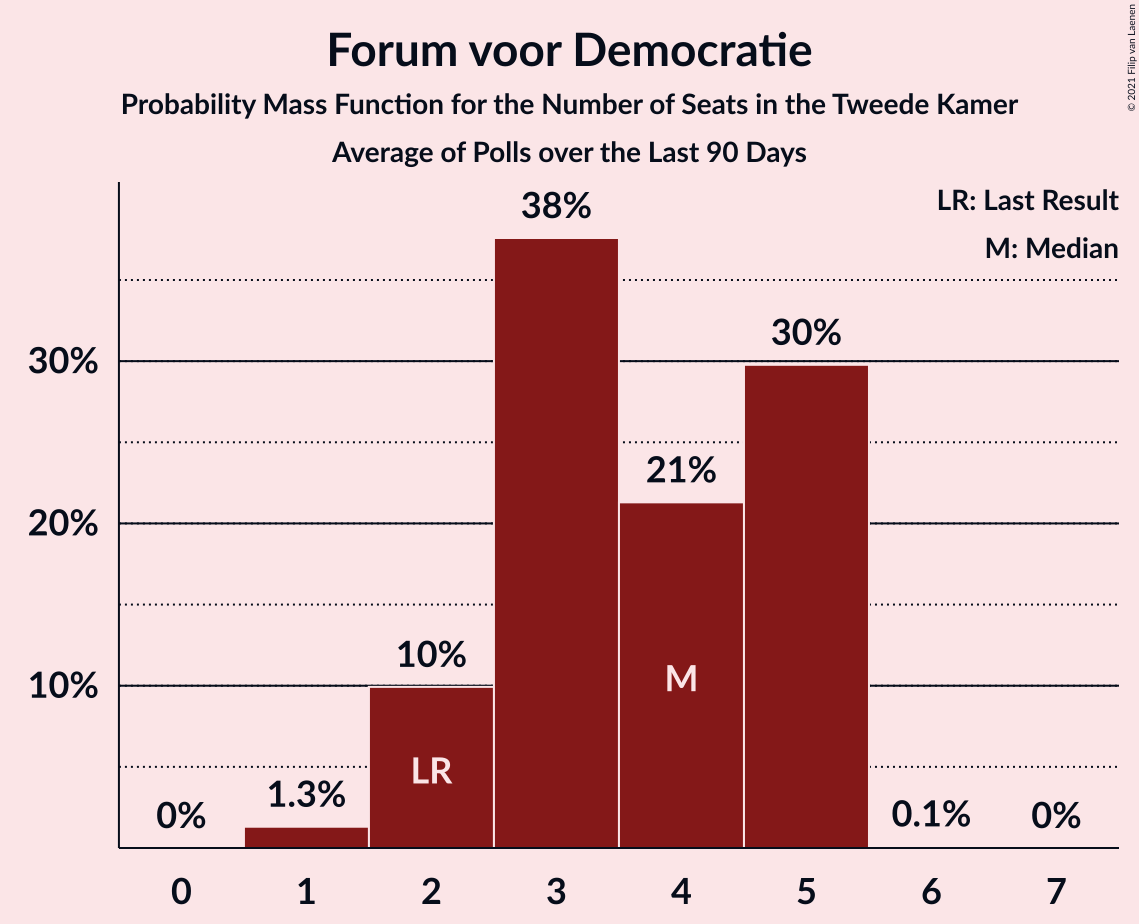 Forum voor Democratie
Probability Mass Function for the Number of Seats in the Tweede Kamer
Average of Polls over the Last 90 Days
© 2021 Filip van Laenen
LR: Last Result
M: Median
38%
30%
30%
21%
20%
10%
10%
M
LR
1.3%
0%
0.1%
0%
0 1 2 3 4 5 6 7